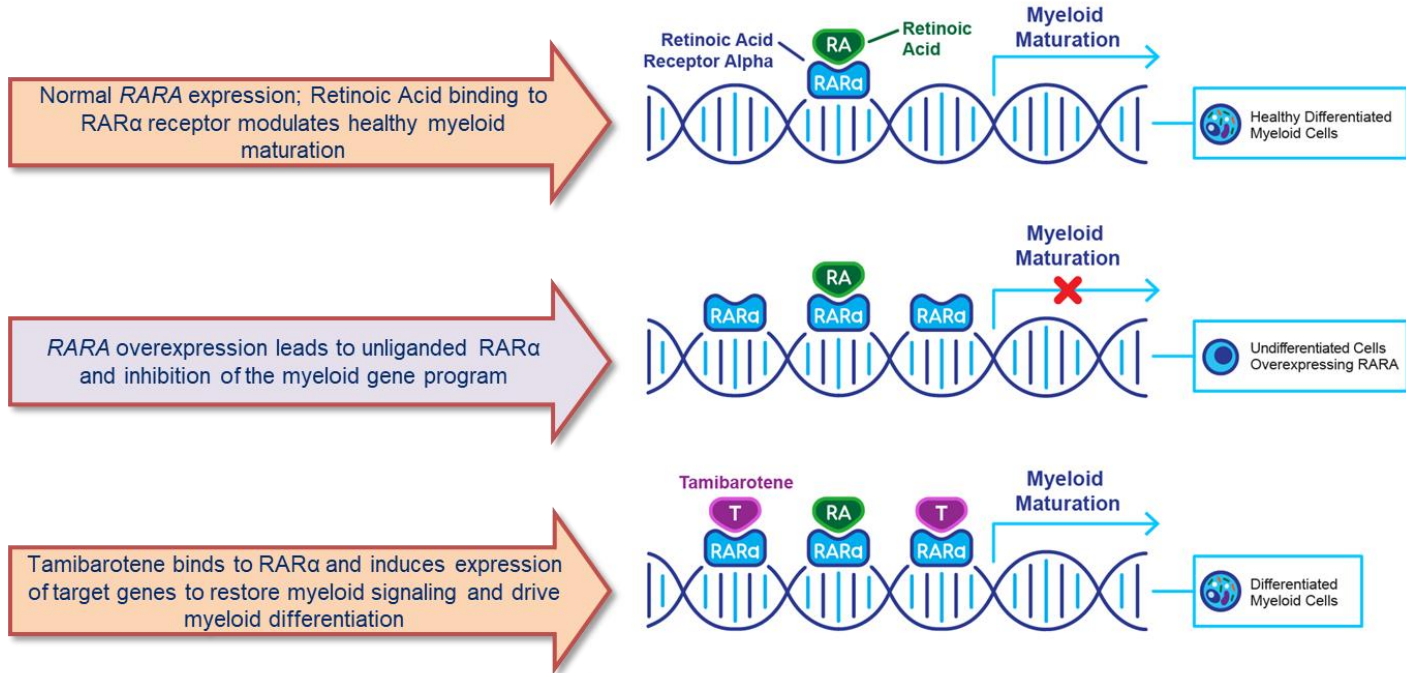 Normal RARA expression; Retinoic Acid binding to
RARα receptor modulates healthy myeloid
maturation
Retinoic Acid
Receptor Alpha
RA
Retinoic
Acid
RARα
Myeloid
Maturation
Healthy Differentiated
Myeloid Cells
RARA overexpression leads to unliganded RARα
and inhibition of the myeloid gene program
RA
RARα
RARα
RARα
Myeloid
Maturation
Undifferentiated Cells
Overexpressing RARA
Tamibarotene binds to RARα and induces expression
of target genes to restore myeloid signaling and drive
myeloid differentiation
Tamibarotene
T
RA
T
RARα
RARα
RARα
Myeloid
Maturation
Differentiated
Myeloid Cells